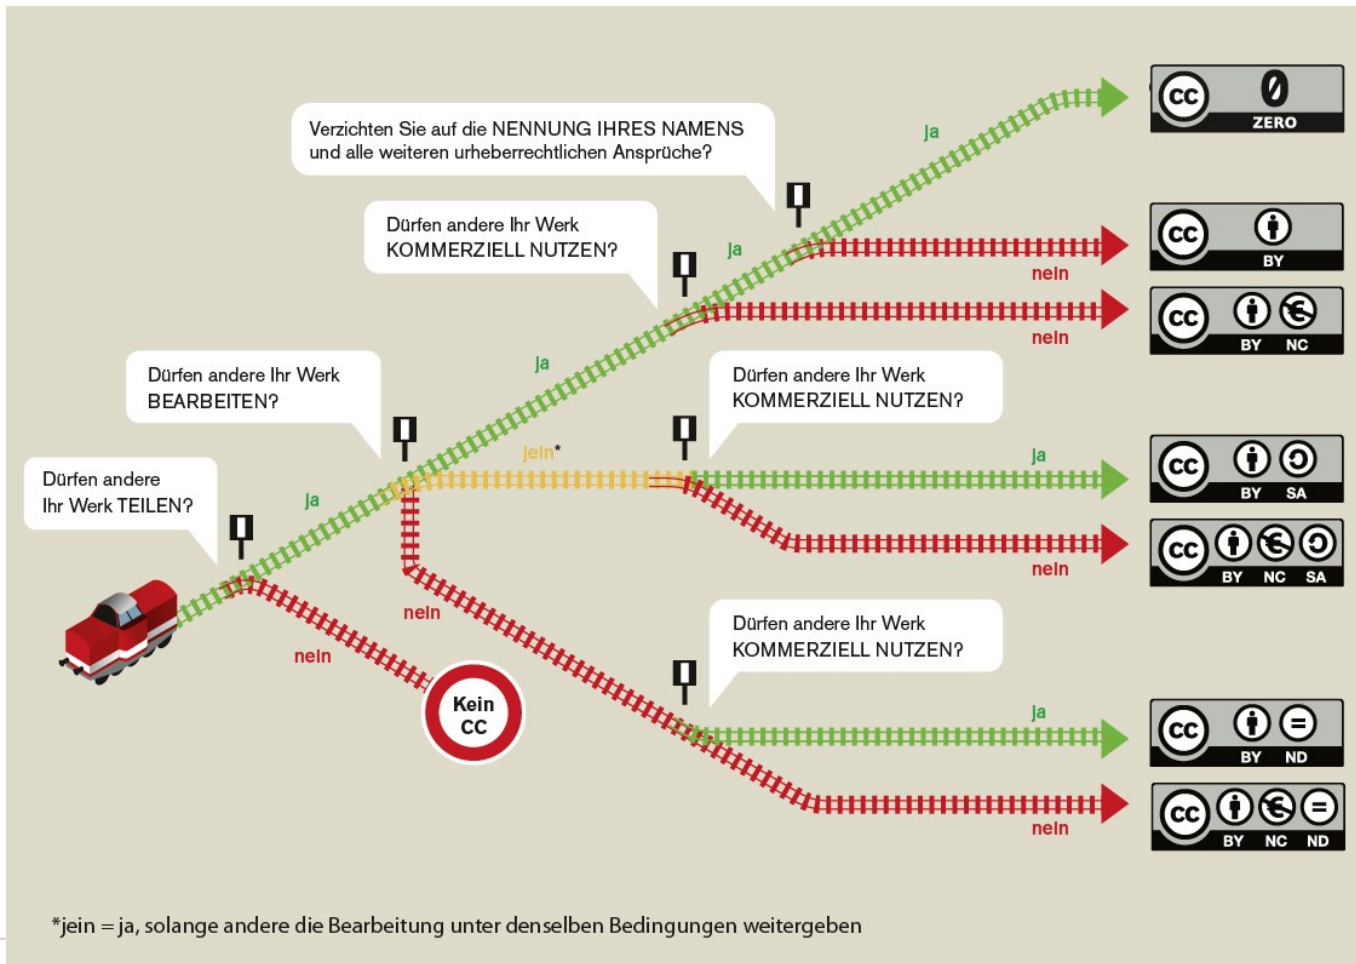 cc
0
ZERO
ja
Verzichten Sie auf die NENNUNG IHRES NAMENS
und alle weiteren urheberrechtlichen Ansprüche?
Dürfen andere Ihr Werk
KOMMERZIELL NUTZEN?
ja
cc
BY
nein
cc
BY NC
nein
ja
Dürfen andere Ihr Werk
BEARBEITEN?
Dürfen andere Ihr Werk
KOMMERZIELL NUTZEN?
jein*
ja
cc
BY SA
Dürfen andere
Ihr Werk TEILEN?
ja
cc
BY NC SA
nein
nein
nein
Kein
CC
Dürfen andere Ihr Werk
KOMMERZIELL NUTZEN?
ja
cc
=
BY ND
cc
=
BY NC ND
nein
*jein = ja, solange andere die Bearbeitung unter denselben Bedingungen weitergeben